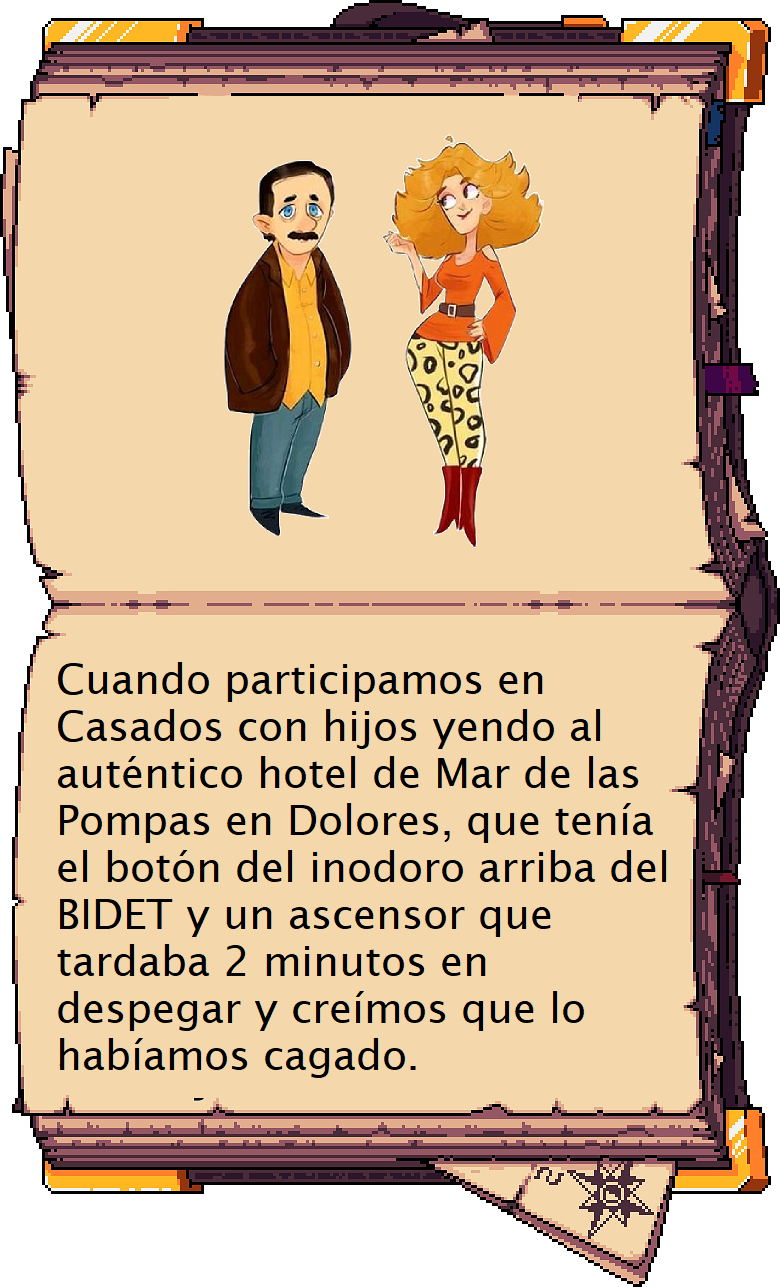 Cuando participamos en
Casados con hijos yendo al
auténtico hotel de Mar de las
Pompas en Dolores, que tenía
el botón del inodoro arriba del
BIDET y un ascensor que
tardaba 2 minutos en
despegar y creímos que lo
habíamos cagado.